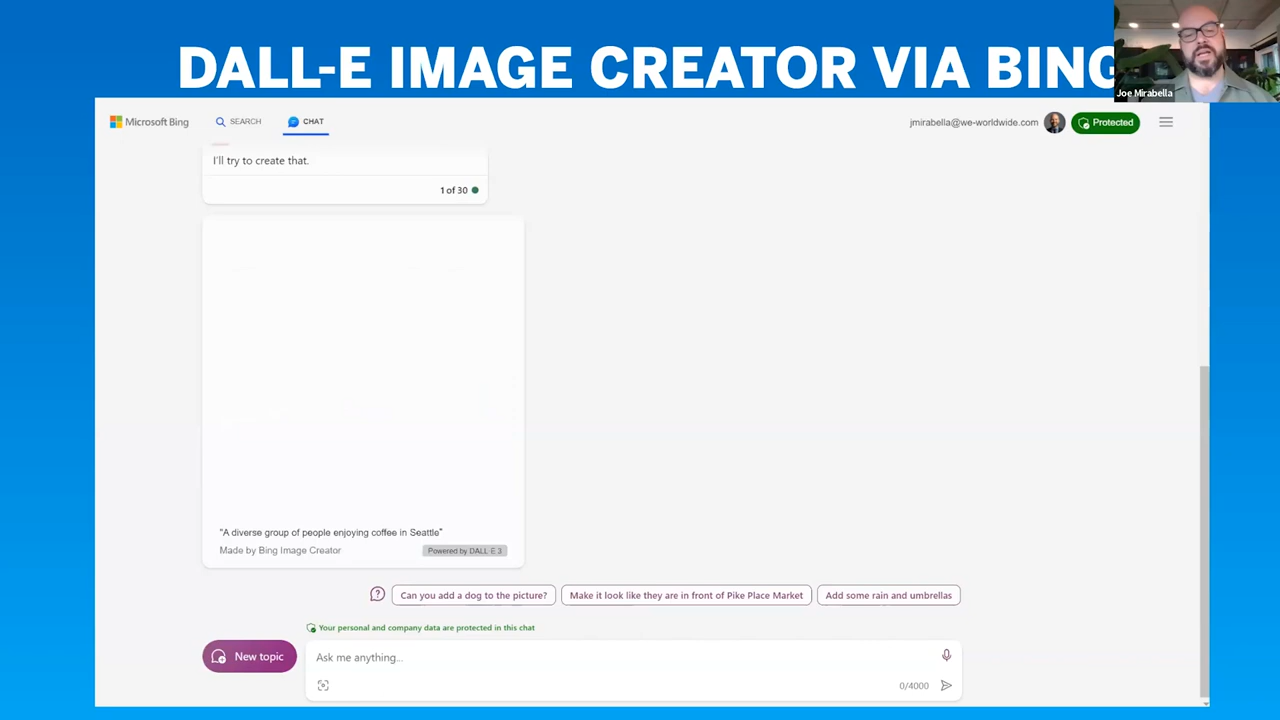 DALL-E IMAGE CREATOR VIA BING
Joe Mirabella
Microsoft Bing
SEARCH
CHAT
jmirabella@we-worldwide.com
Protected
I'll try to create that.
1 of 30
"A diverse group of people enjoying coffee in Seattle"
Made by Bing Image Creator
Powered by DALL·E 3
Can you add a dog to the picture?
Make it look like they are in front of Pike Place Market
Add some rain and umbrellas
Your personal and company data are protected in this chat
New topic
Ask me anything...
0/4000